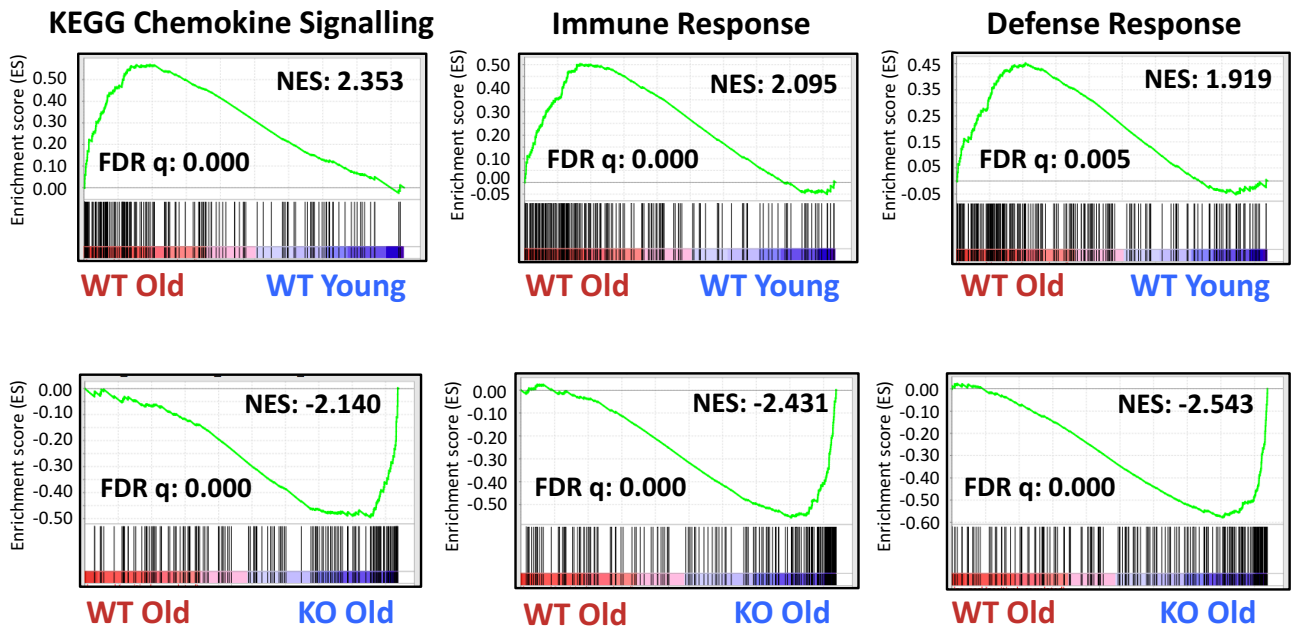 KEGG Chemokine Signalling
Immune Response
Defense Response
Enrichment score (ES)
0.50
0.40
0.30
0.20
0.10
0.00
NES: 2.353
FDR q: 0.000
WT Old
WT Young
Enrichment score (ES)
0.50
0.40
0.30
0.20
0.10
0.00
-0.05
NES: 2.095
FDR q: 0.000
WT Old
WT Young
Enrichment score (ES)
0.45
0.35
0.25
0.15
0.05
-0.05
NES: 1.919
FDR q: 0.005
WT Old
WT Young
Enrichment score (ES)
0.00
-0.10
-0.20
-0.30
-0.40
-0.50
NES: -2.140
FDR q: 0.000
WT Old
KO Old
Enrichment score (ES)
0.00
-0.10
-0.20
-0.30
-0.40
-0.50
NES: -2.431
FDR q: 0.000
WT Old
KO Old
Enrichment score (ES)
0.00
-0.10
-0.20
-0.30
-0.40
-0.50
-0.60
NES: -2.543
FDR q: 0.000
WT Old
KO Old